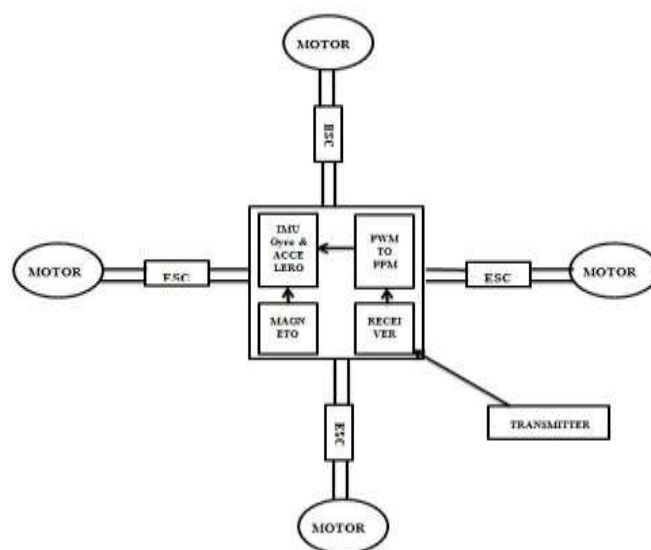 MOTOR
ESC
IMU
Gyro &
ACCE
LERO
PWM
TO
PPM
MOTOR
ESC
ESC
MOTOR
MAGN
ETO
RECEI
VER
ESC
TRANSMITTER
MOTOR